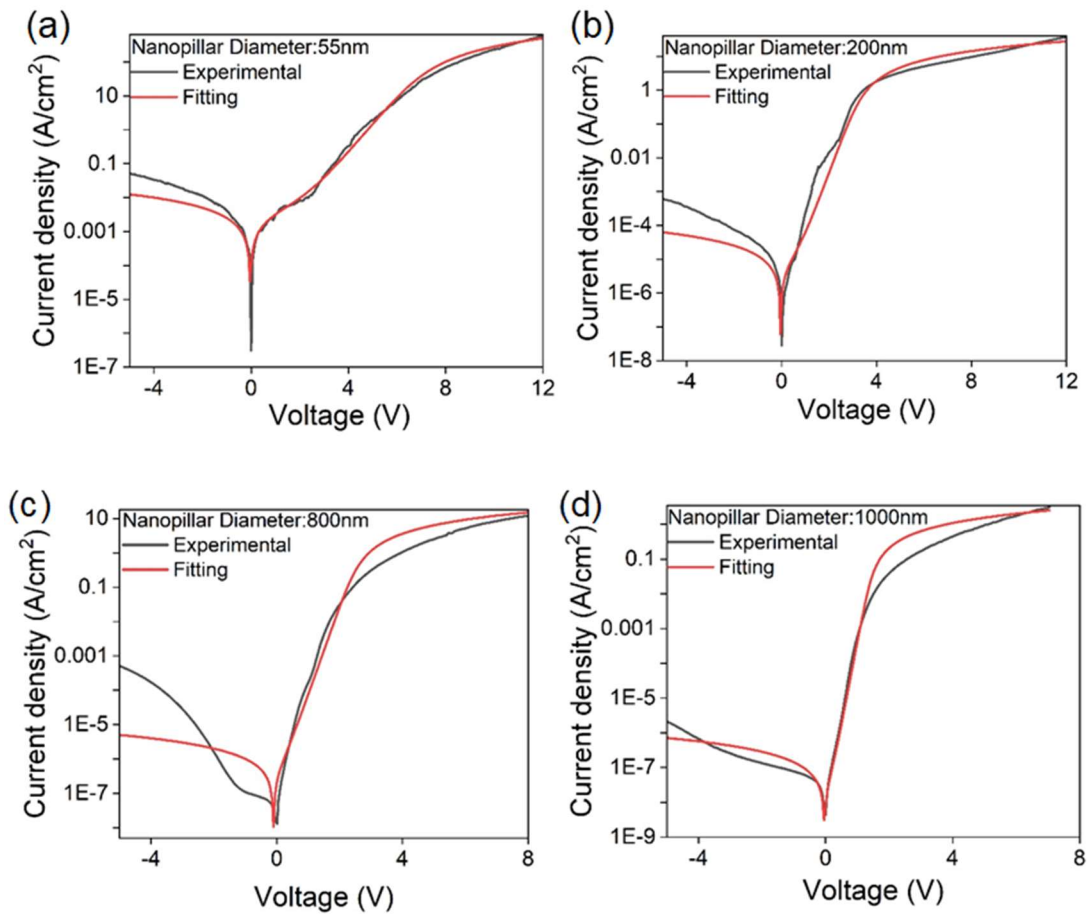 (a)
Nanopillar Diameter:55nm
Experimental
Fitting
Current density (A/cm²)
10
0.1
0.001
1E-5
1E-7
-4 0 4 8 12
Voltage (V)
(b)
Nanopillar Diameter:200nm
Experimental
Fitting
Current density (A/cm²)
1
0.01
1E-4
1E-6
1E-8
-4 0 4 8 12
Voltage (V)
(c)
Nanopillar Diameter:800nm
Experimental
Fitting
Current density (A/cm²)
10
0.1
0.001
1E-5
1E-7
-4 0 4 8
Voltage (V)
(d)
Nanopillar Diameter:1000nm
Experimental
Fitting
Current density (A/cm²)
0.1
0.001
1E-5
1E-7
1E-9
-4 0 4 8
Voltage (V)